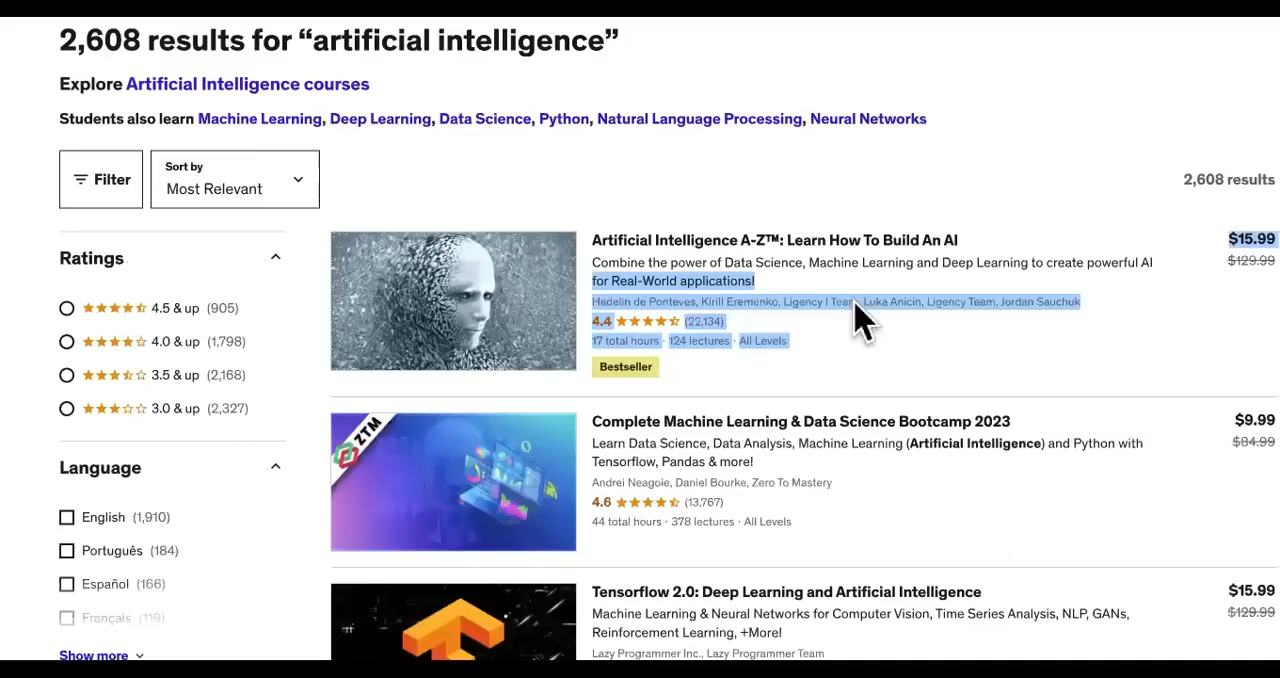 2,608 results for “artificial intelligence”
Explore Artificial Intelligence courses
Students also learn Machine Learning, Deep Learning, Data Science, Python, Natural Language Processing, Neural Networks
Filter
Sort by
Most Relevant
2,608 results
Ratings
4.5 & up (905)
4.0 & up (1,798)
3.5 & up (2,168)
3.0 & up (2,327)
Language
English (1,910)
Português (184)
Español (166)
Français (119)
Show more
Artificial Intelligence A-Z™: Learn How To Build An AI
$15.99
Combine the power of Data Science, Machine Learning and Deep Learning to create powerful AI
$129.99
for Real-World applications!
Hadelin de Ponteves, Kirill Eremenko, Ligency I Team, Luka Anicin, Ligency Team, Jordan Sauchuk
4.4 (22,134)
17 total hours · 124 lectures · All Levels
Bestseller
ZTM
Complete Machine Learning & Data Science Bootcamp 2023
$9.99
Learn Data Science, Data Analysis, Machine Learning (Artificial Intelligence) and Python with
$84.99
Tensorflow, Pandas & more!
Andrei Neagoie, Daniel Bourke, Zero To Mastery
4.6 (13,767)
44 total hours · 378 lectures · All Levels
Tensorflow 2.0: Deep Learning and Artificial Intelligence
$15.99
Machine Learning & Neural Networks for Computer Vision, Time Series Analysis, NLP, GANs,
$129.99
Reinforcement Learning, +More!
Lazy Programmer Inc., Lazy Programmer Team